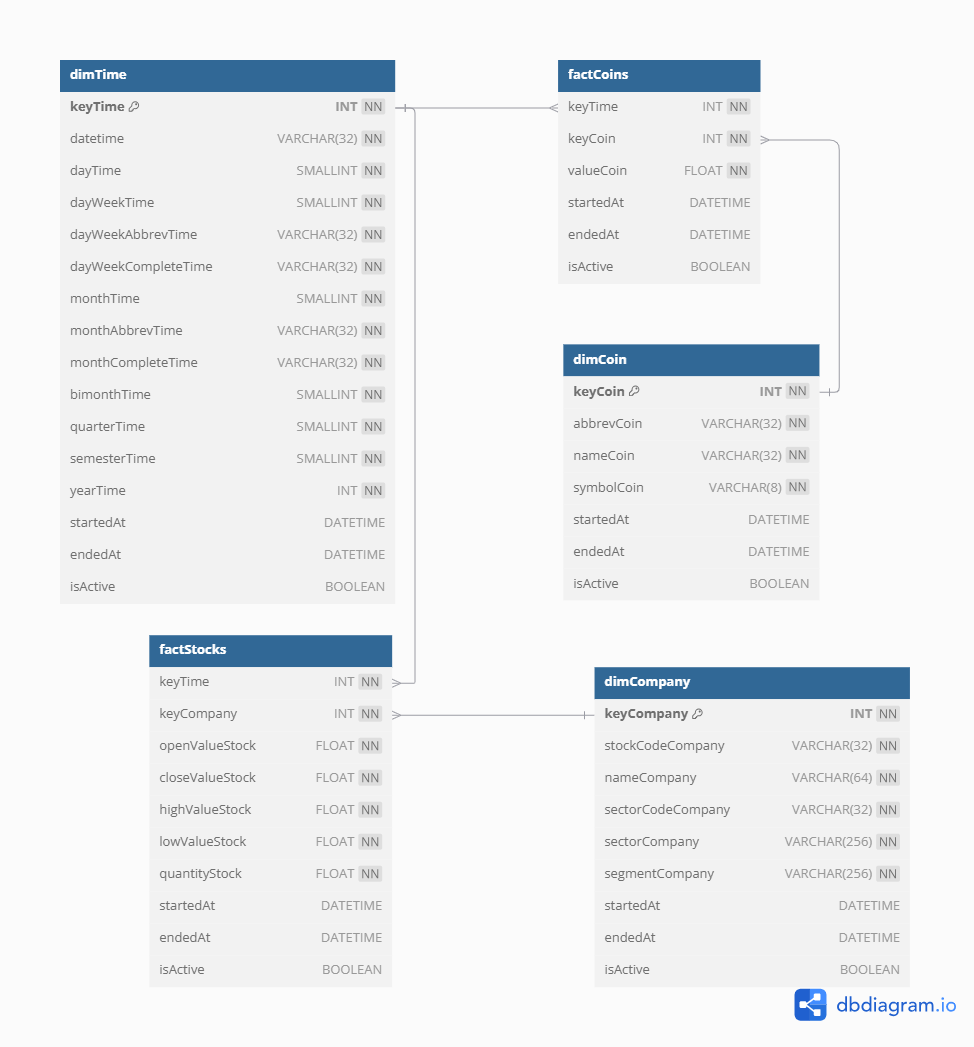 dimTime
keyTime INT NN
datetime VARCHAR(32) NN
dayTime SMALLINT NN
dayWeekTime SMALLINT NN
dayWeekAbbrevTime VARCHAR(32) NN
dayWeekCompleteTime VARCHAR(32) NN
monthTime SMALLINT NN
monthAbbrevTime VARCHAR(32) NN
monthCompleteTime VARCHAR(32) NN
bimonthTime SMALLINT NN
quarterTime SMALLINT NN
semesterTime SMALLINT NN
yearTime INT NN
startedAt DATETIME
endedAt DATETIME
isActive BOOLEAN
factCoins
keyTime INT NN
keyCoin INT NN
valueCoin FLOAT NN
startedAt DATETIME
endedAt DATETIME
isActive BOOLEAN
dimCoin
keyCoin INT NN
abbrevCoin VARCHAR(32) NN
nameCoin VARCHAR(32) NN
symbolCoin VARCHAR(8) NN
startedAt DATETIME
endedAt DATETIME
isActive BOOLEAN
factStocks
keyTime INT NN
keyCompany INT NN
openValueStock FLOAT NN
closeValueStock FLOAT NN
highValueStock FLOAT NN
lowValueStock FLOAT NN
quantityStock FLOAT NN
startedAt DATETIME
endedAt DATETIME
isActive BOOLEAN
dimCompany
keyCompany INT NN
stockCodeCompany VARCHAR(32) NN
nameCompany VARCHAR(64) NN
sectorCodeCompany VARCHAR(32) NN
sectorCompany VARCHAR(256) NN
segmentCompany VARCHAR(256) NN
startedAt DATETIME
endedAt DATETIME
isActive BOOLEAN
dbdiagram.io